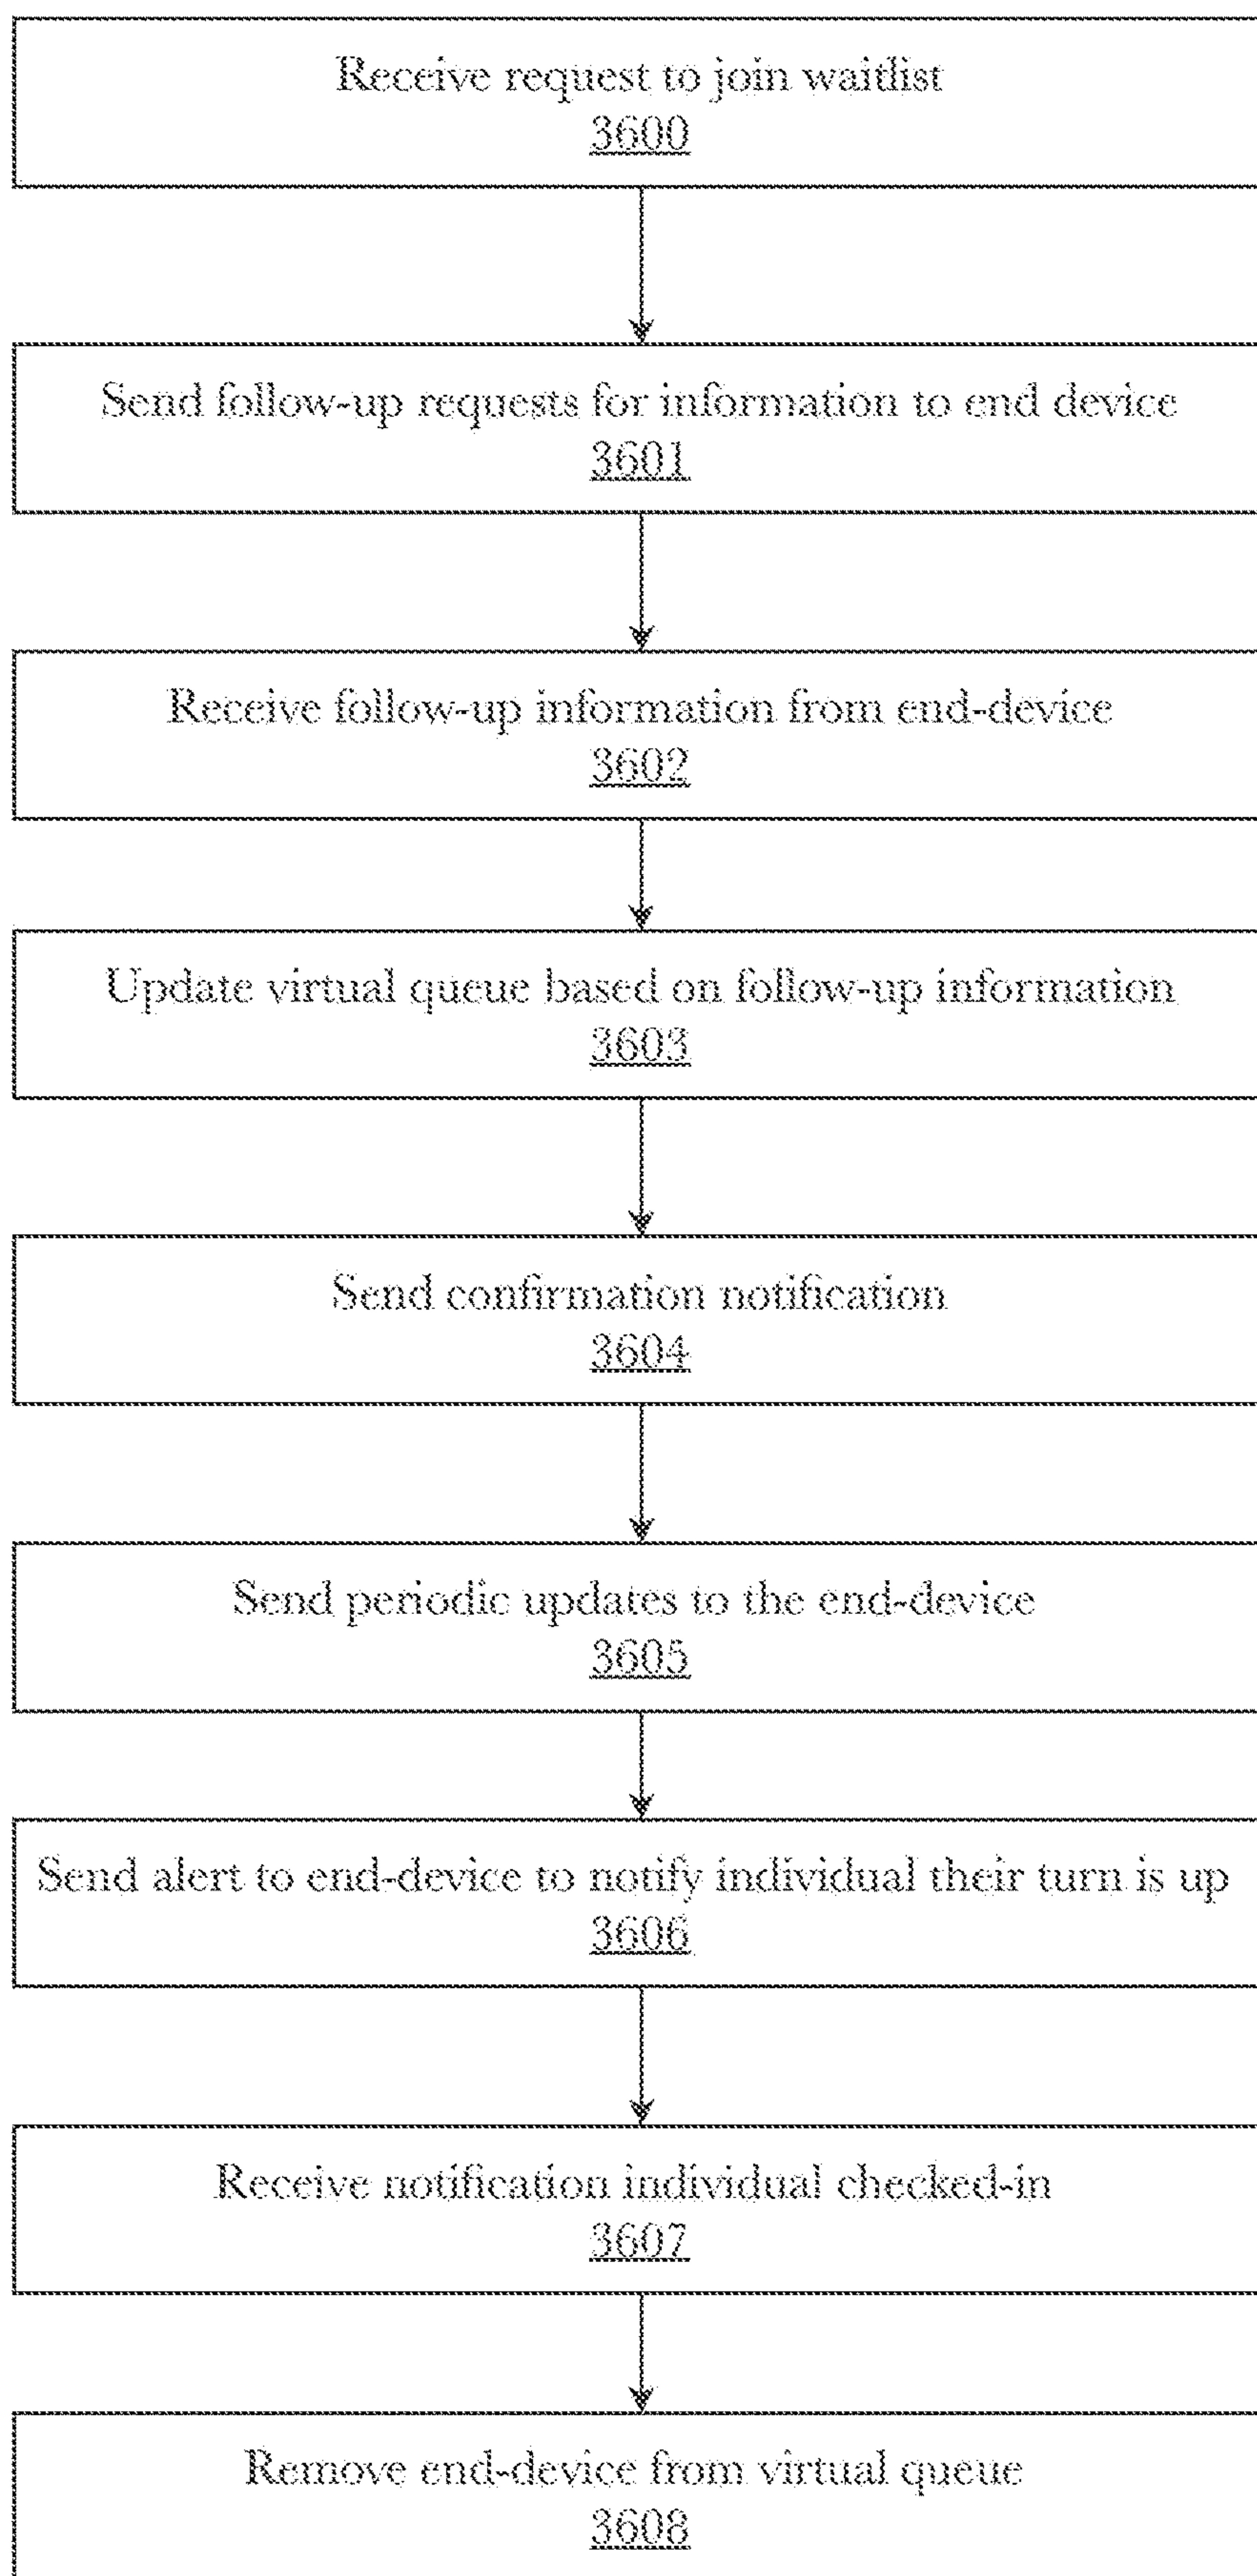 Receive request to join waitlist
3600
Send follow-up requests for information to end device
3601
Receive follow-up information from end-device
3602
Update virtual queue based on follow-up information
3603
Send confirmation notification
3604
Send periodic updates to the end-device
3605
Send alert to end-device to notify individual their turn is up
3606
Receive notification individual checked-in
3607
Remove end-device from virtual queue
3608